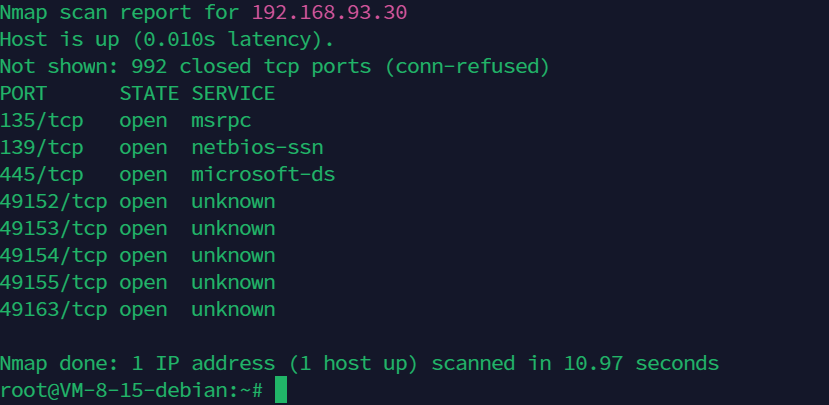 Nmap scan report for 192.168.93.30
Host is up (0.010s latency).
Not shown: 992 closed tcp ports (conn-refused)
PORT      STATE SERVICE
135/tcp   open  msrpc
139/tcp   open  netbios-ssn
445/tcp   open  microsoft-ds
49152/tcp open  unknown
49153/tcp open  unknown
49154/tcp open  unknown
49155/tcp open  unknown
49163/tcp open  unknown

Nmap done: 1 IP address (1 host up) scanned in 10.97 seconds
root@VM-8-15-debian:~#